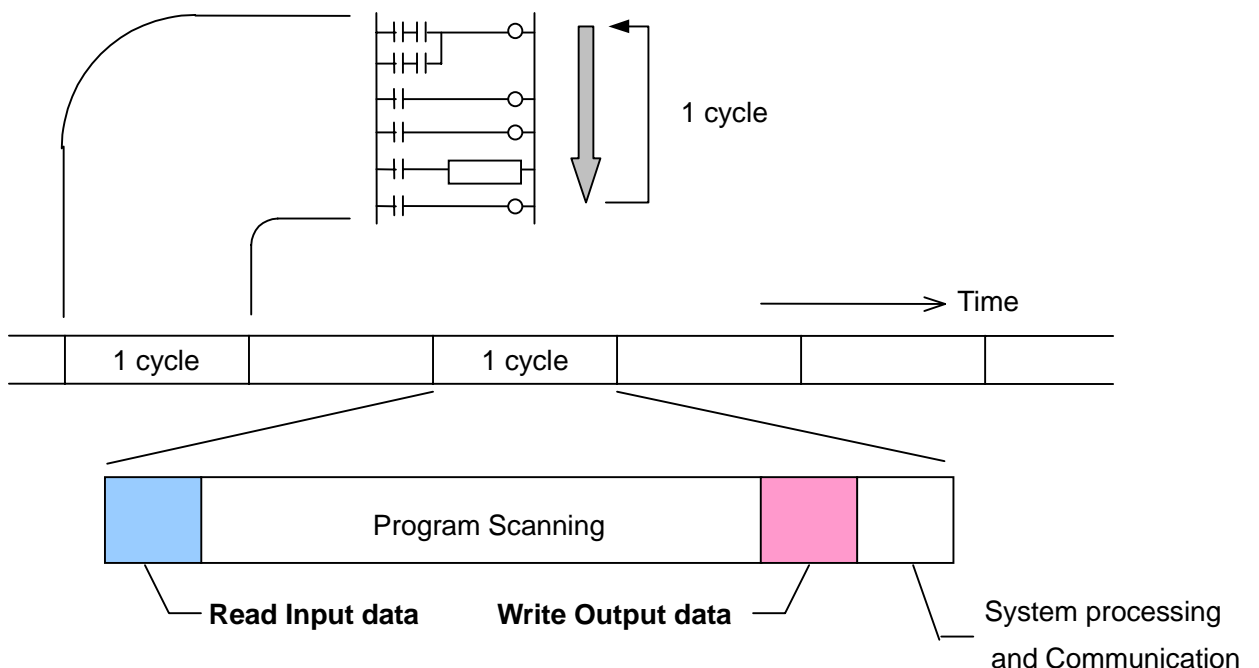 1 cycle
Time
1 cycle
1 cycle
Program Scanning
Read Input data
Write Output data
System processing
and Communication